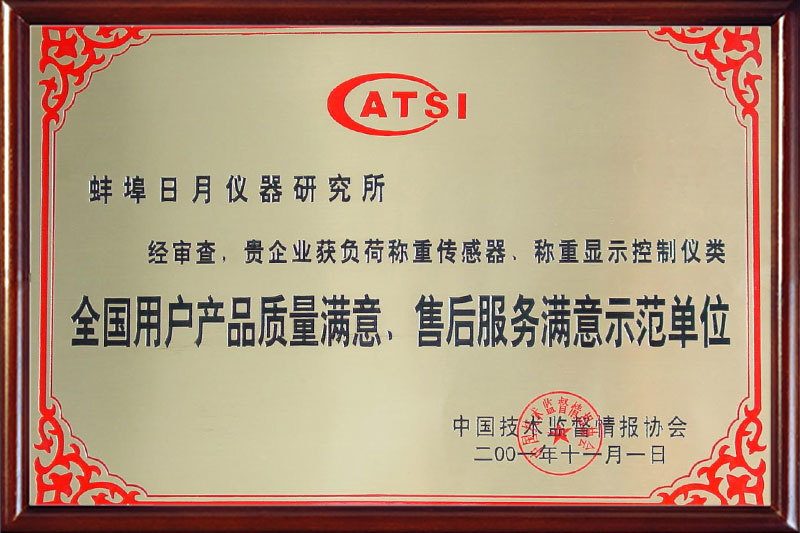 CATSI
蚌埠日月仪器研究所
经审查，贵企业获负荷称重传感器、称重显示控制仪类
全国用户产品质量满意、售后服务满意示范单位
中国技术监督情报协会
二00一年十一月一日